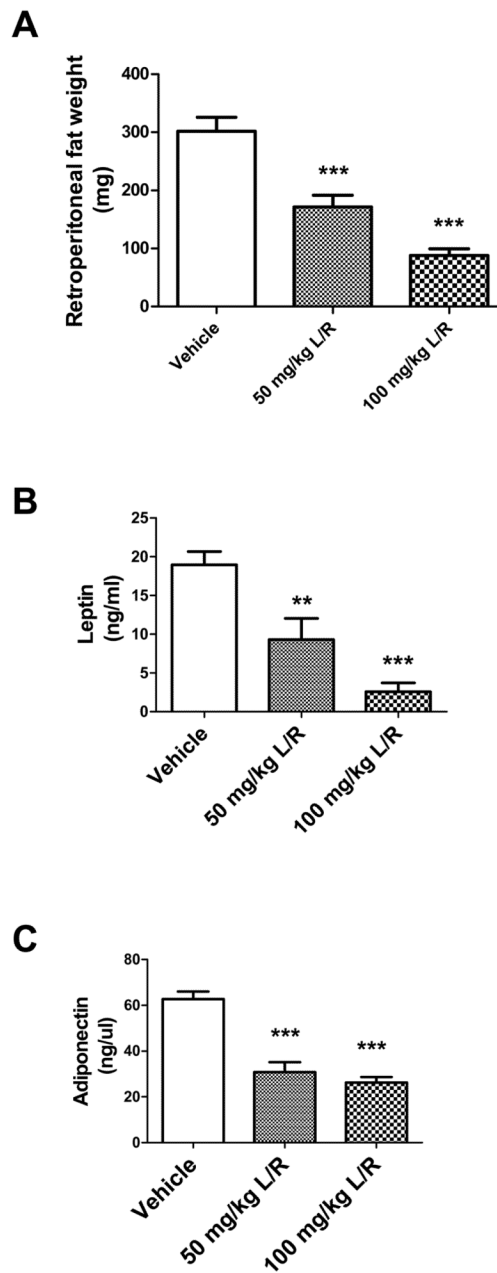 A
Retroperitoneal fat weight
(mg)
400
300
200
100
0
***
***
Vehicle
50 mg/kg L/R
100 mg/kg L/R
B
Leptin
(ng/ml)
25
20
15
10
5
0
**
***
Vehicle
50 mg/kg L/R
100 mg/kg L/R
C
Adiponectin
(ng/ul)
80
60
40
20
0
***
***
Vehicle
50 mg/kg L/R
100 mg/kg L/R